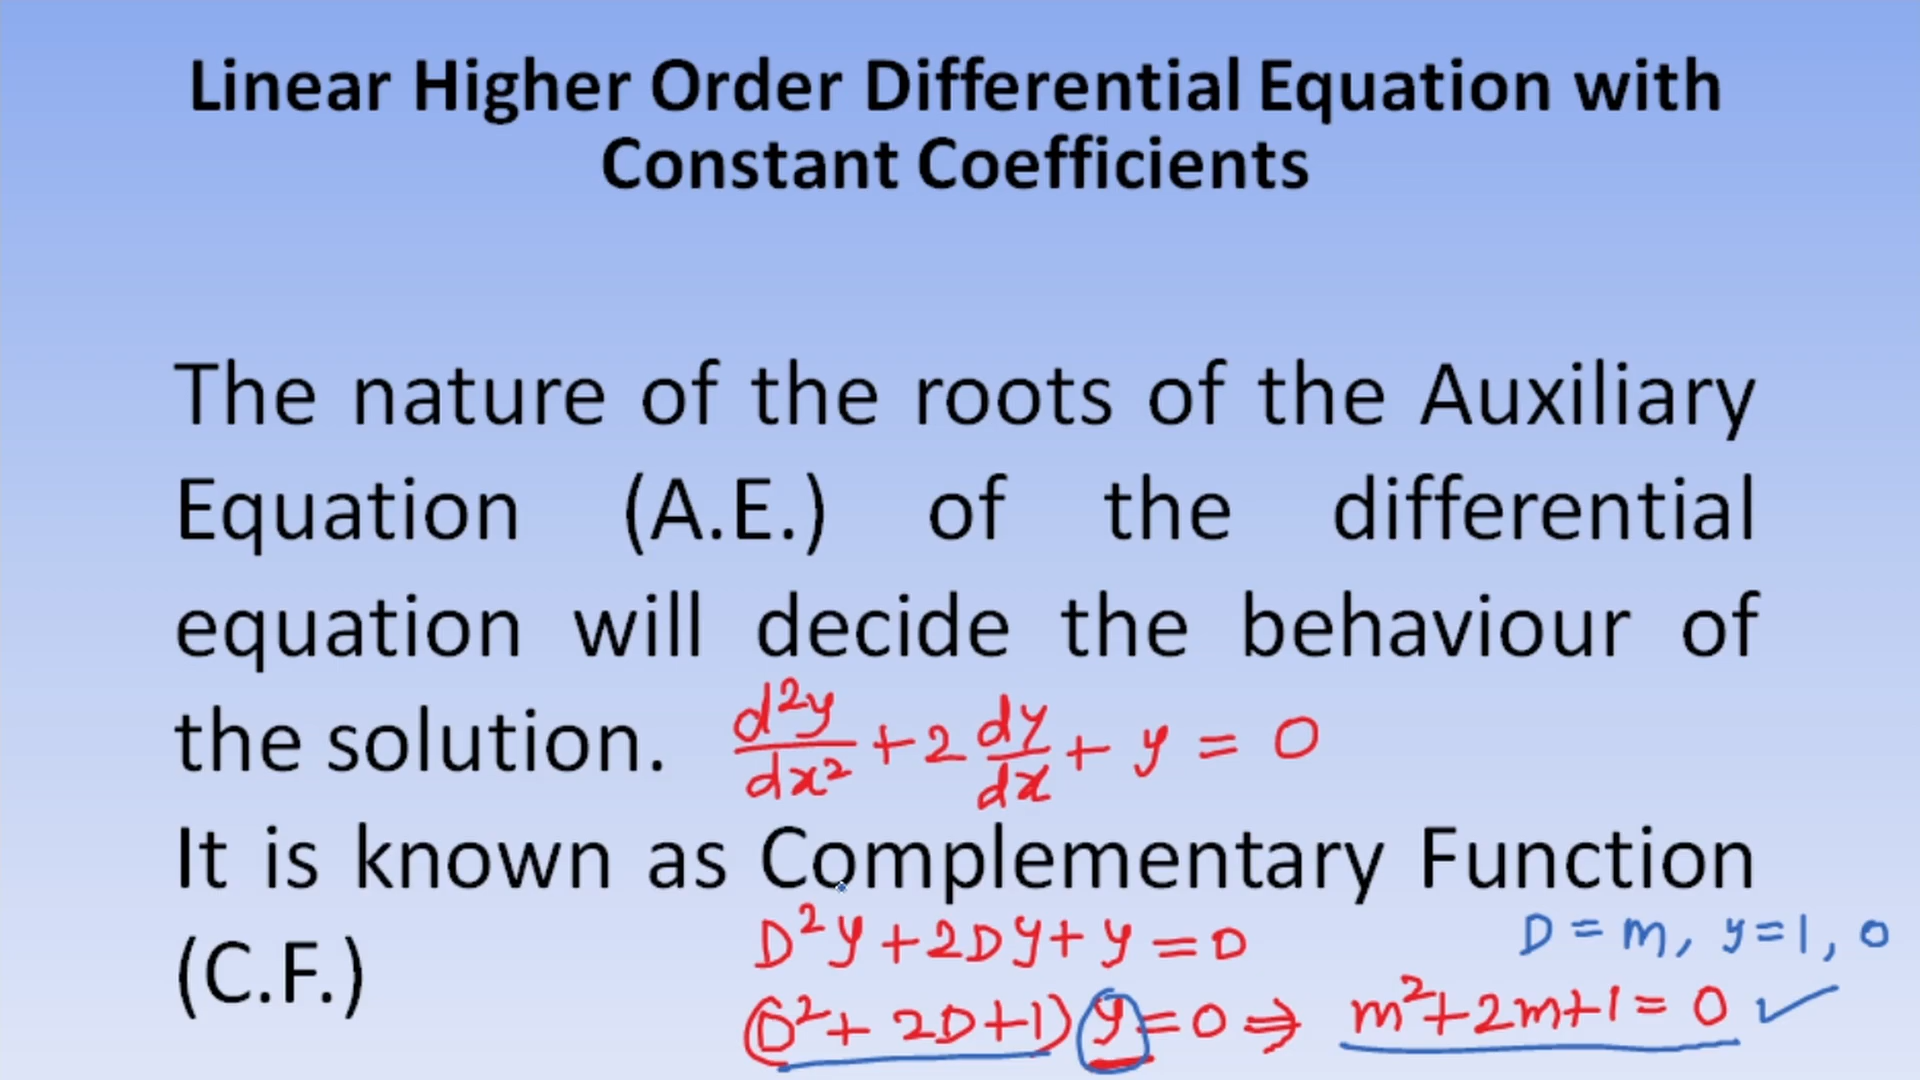 Linear Higher Order Differential Equation with
Constant Coefficients
The nature of the roots of the Auxiliary
Equation (A.E.) of the differential
equation will decide the behaviour of
the solution. d²y/dx² + 2 dy/dx + y = 0
It is known as Complementary Function
(C.F.)
D²y + 2Dy + y = 0
D = m, y = 1, 0
(D² + 2D + 1) y = 0 ⇒ m² + 2m + 1 = 0 ✓